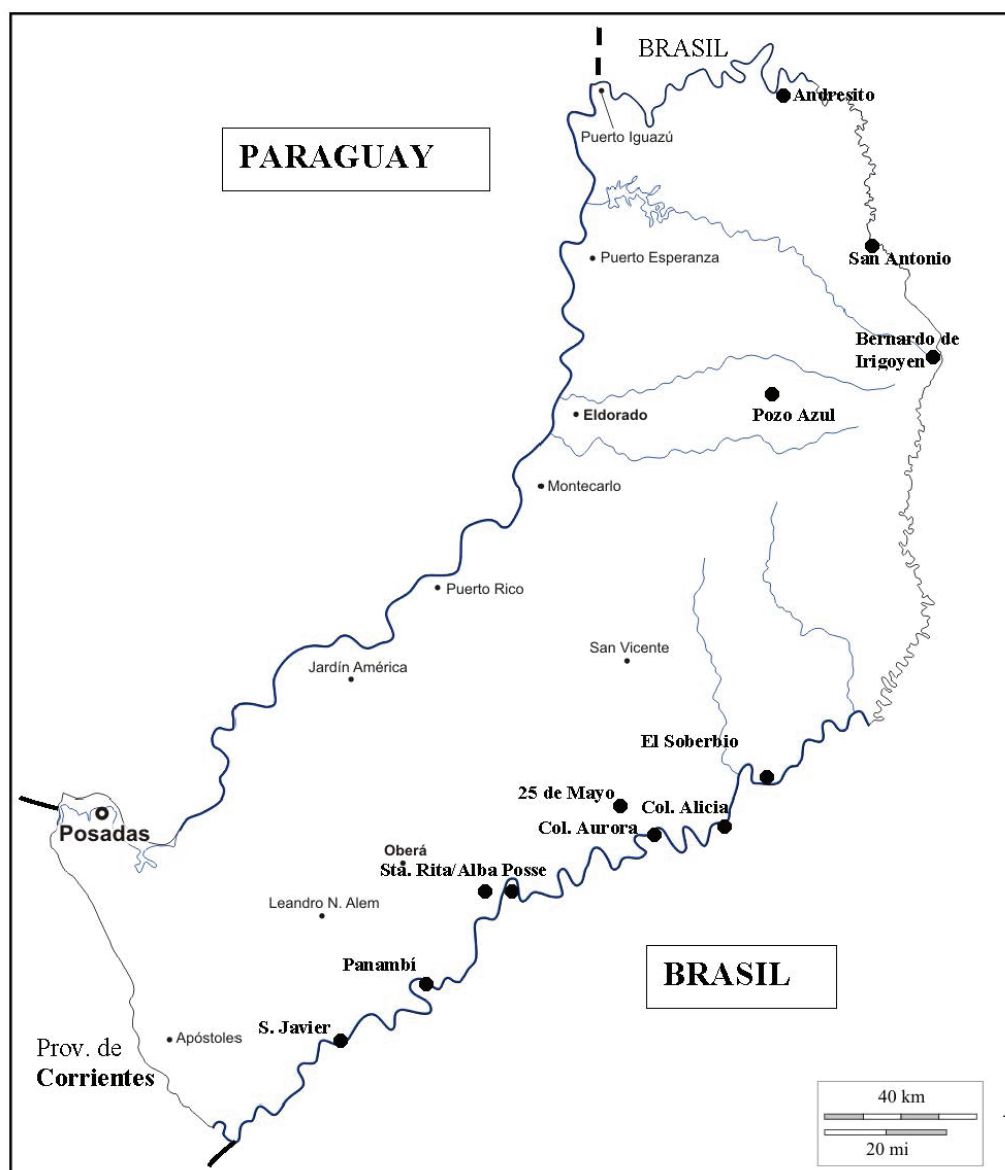 BRASIL
Andresito
Puerto Iguazú
PARAGUAY
San Antonio
Puerto Esperanza
Bernardo de
Irigoyen
Pozo Azul
Eldorado
Montecarlo
Puerto Rico
San Vicente
Jardín América
El Soberbio
25 de Mayo
Col. Alicia
Posadas
Col. Aurora
Oberá
Sta. Rita/Alba Posse
Leandro N. Alem
BRASIL
Panambí
S. Javier
Apóstoles
Prov. de
Corrientes
40 km
20 mi